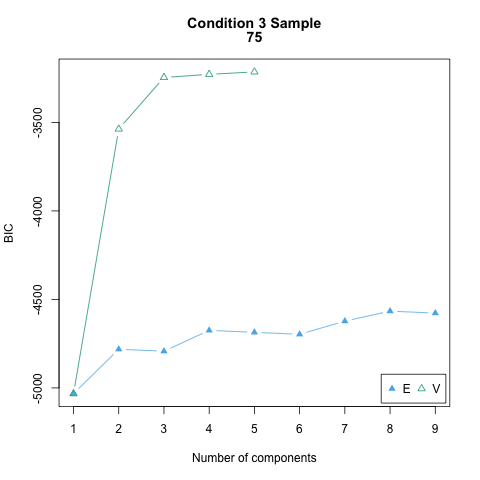 Condition 3 Sample
75
BIC
-3500
-4000
-4500
-5000
E V
1 2 3 4 5 6 7 8 9
Number of components